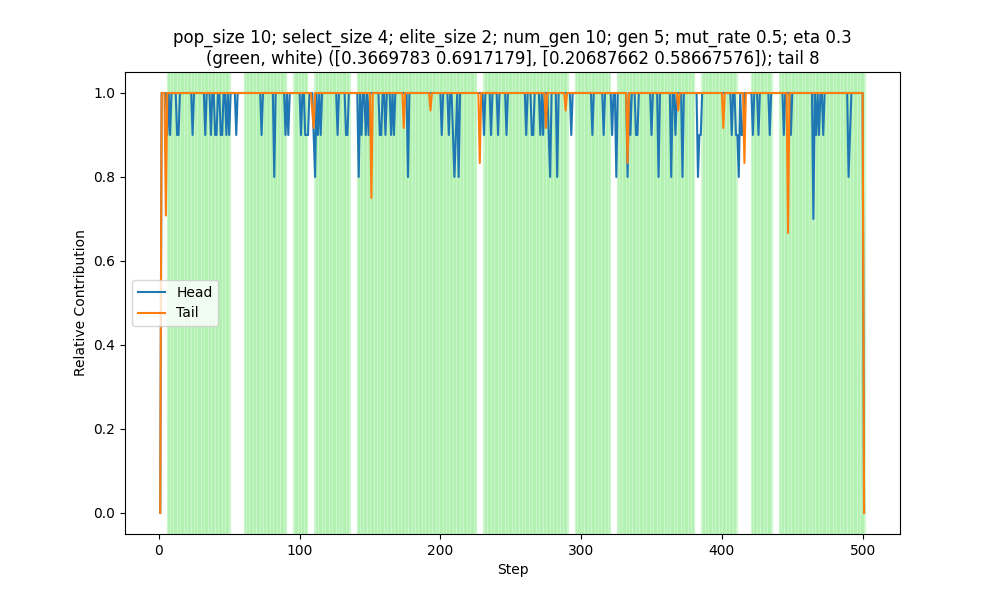 pop_size 10; select_size 4; elite_size 2; num_gen 10; gen 5; mut_rate 0.5; eta 0.3
(green, white) ([0.3669783 0.6917179], [0.20687662 0.58667576]); tail 8
1.0
0.8
0.6
0.4
0.2
0.0
Relative Contribution
Head
Tail
0 100 200 300 400 500
Step